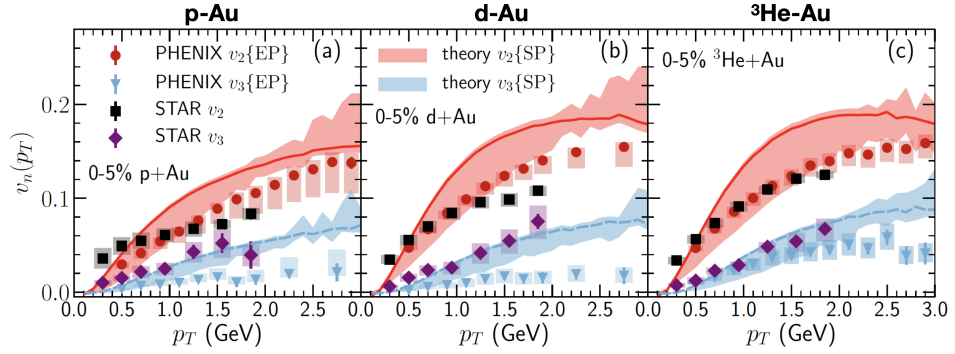 p-Au d-Au ³He-Au
(a)
PHENIX v₂{EP}
PHENIX v₃{EP}
STAR v₂
STAR v₃
0-5% p+Au
(b)
theory v₂{SP}
theory v₃{SP}
0-5% d+Au
(c)
0-5% ³He+Au
vₙ(p_T)
0.2
0.1
0.0
0.0 0.5 1.0 1.5 2.0 2.5 0.0 0.5 1.0 1.5 2.0 2.5 0.0 0.5 1.0 1.5 2.0 2.5 3.0
p_T (GeV) p_T (GeV) p_T (GeV)